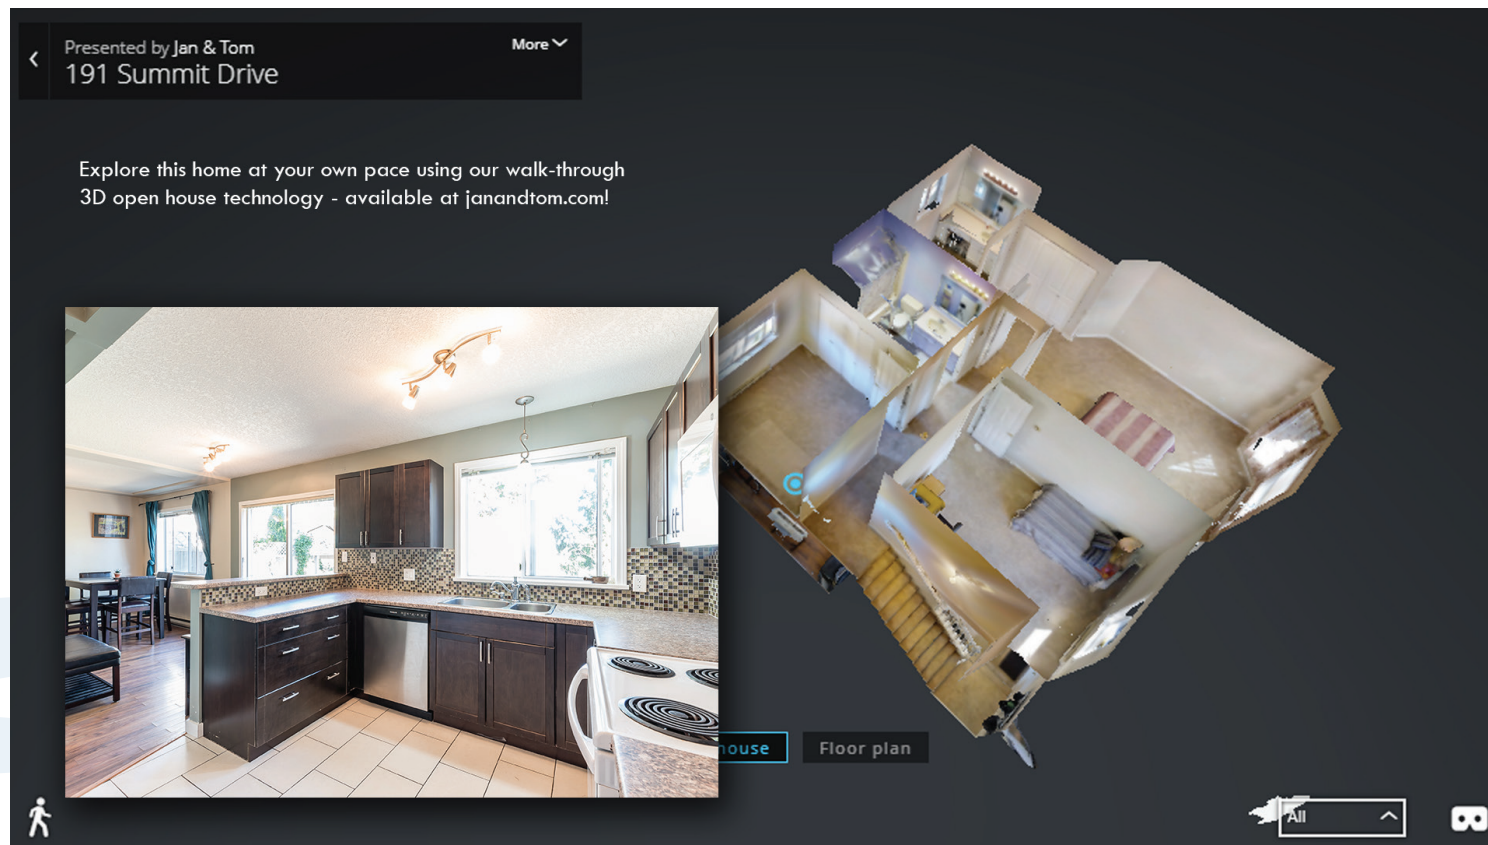 Presented by Jan & Tom
More
191 Summit Drive
Explore this home at your own pace using our walk-through
3D open house technology - available at janandtom.com!
house
Floor plan
All